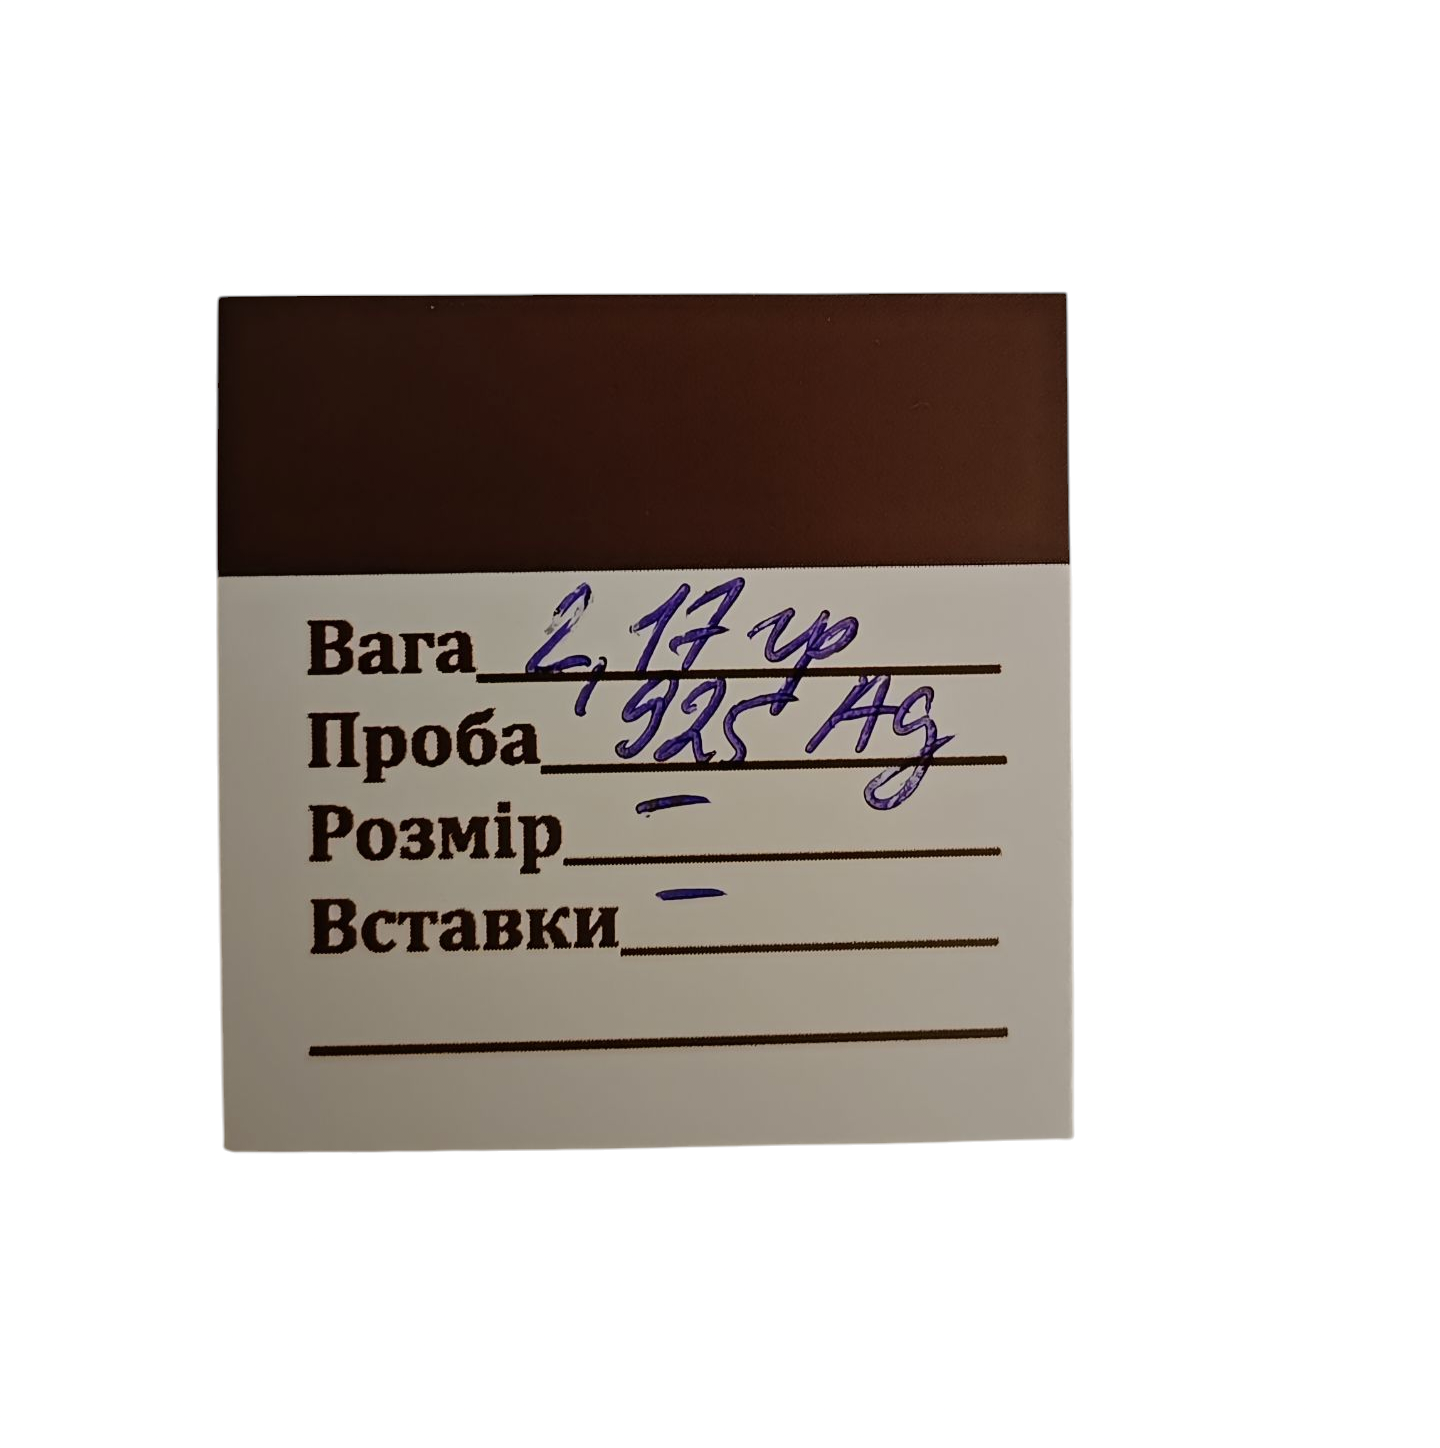 Вага 2,17 гр
Проба 925 Ag
Розмір –
Вставки –